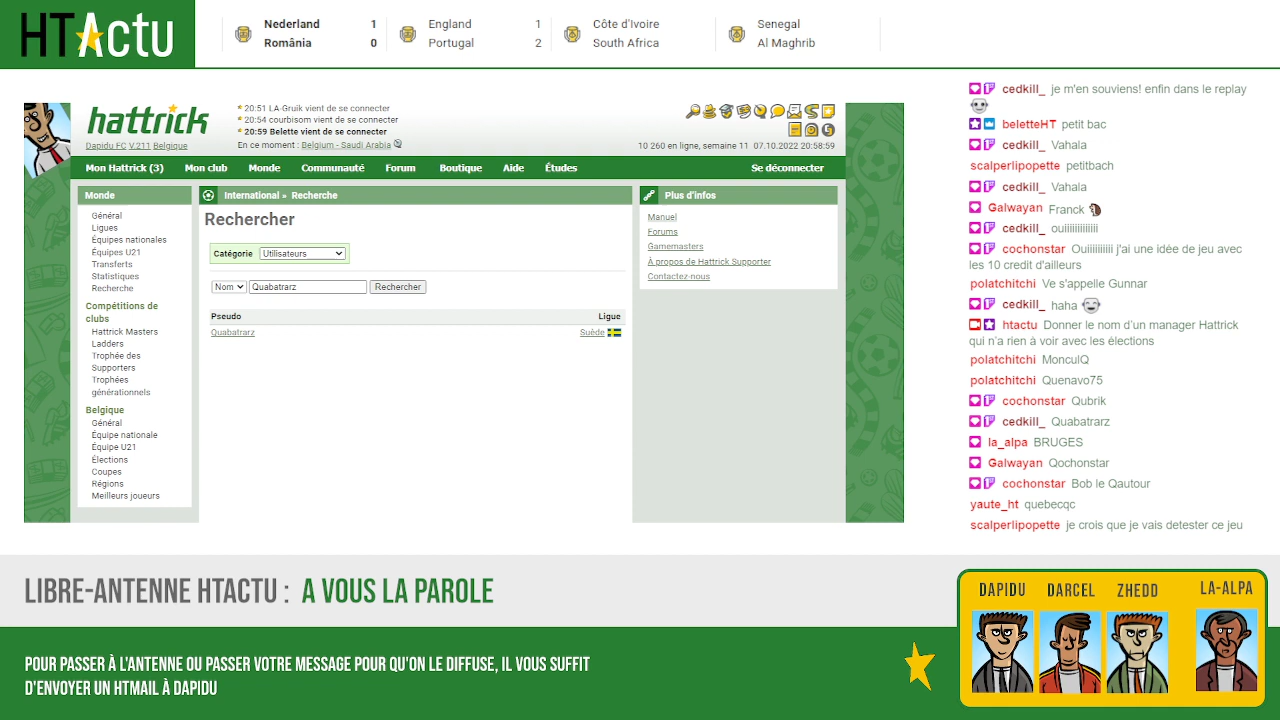 HTActu
Nederland 1
România 0
England 1
Portugal 2
Côte d'Ivoire
South Africa
Senegal
Al Maghrib
hattrick
Dapidu FC V.211 Belgique
20:51 LA-Gruik vient de se connecter
20:54 Porbisom vient de se connecter
20:59 Belette vient de se connecter
En ce moment : Belgium - Saudi Arabia
10 260 en ligne, semaine 11 07.10.2022 20:58:59
Mon Hattrick (3) Mon club Monde Communauté Forum Boutique Aide Études Se déconnecter
Monde
Général
Ligues
Équipes nationales
Équipes U21
Transferts
Statistiques
Recherche
Compétitions de
clubs
Hattrick Masters
Ladders
Trophée des
Supporters
Trophées
générationnels
Belgique
Général
Équipe nationale
Équipe U21
Élections
Coupes
Régions
Meilleurs joueurs
International » Recherche
Rechercher
Catégorie Utilisateurs
Nom Quabatrarz Rechercher
Pseudo Ligue
Quabatrarz Suède
Plus d'infos
Manuel
Forums
Gamemasters
À propos de Hattrick Supporter
Contactez-nous
cedkill_ je m'en souviens! enfin dans le replay
beletteHT petit bac
cedkill_ Vahala
scalperlipopette petitbach
cedkill_ Vahala
Galwayan Franck
cedkill_ ouiiiiiiiiiiiii
cochonstar Ouiiiiiiiiii j'ai une idée de jeu avec
les 10 credit d'ailleurs
polatchitchi Ve s'appelle Gunnar
cedkill_ haha
htactu Donner le nom d'un manager Hattrick
qui n'a rien à voir avec les élections
polatchitchi MonculQ
polatchitchi Quenavo75
cochonstar Qubrik
cedkill_ Quabatrarz
la_alpa BRUGES
Galwayan Qochonstar
cochonstar Bob le Qautour
yaute_ht quebecqc
scalperlipopette je crois que je vais detester ce jeu
LIBRE-ANTENNE HTACTU : A VOUS LA PAROLE
POUR PASSER À L'ANTENNE OU PASSER VOTRE MESSAGE POUR QU'ON LE DIFFUSE, IL VOUS SUFFIT
D'ENVOYER UN HTMAIL À DAPIDU
DAPIDU DARCEL ZHEDD LA-ALPA